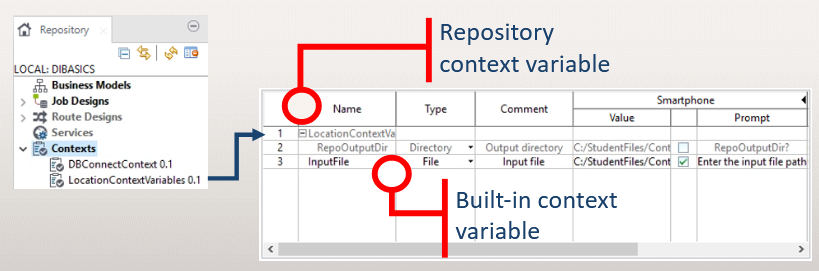 Repository
LOCAL: DIBASICS
Business Models
Job Designs
Route Designs
Services
Contexts
DBConnectContext 0.1
LocationContextVariables 0.1
Repository
context variable
Name Type Comment Smartphone
Value Prompt
1 LocationContextVa
2 RepoOutputDir Directory Output directory C:/StudentFiles/Cont RepoOutputDir?
3 InputFile File Input file C:/StudentFiles/Cont Enter the input file path
Built-in context
variable